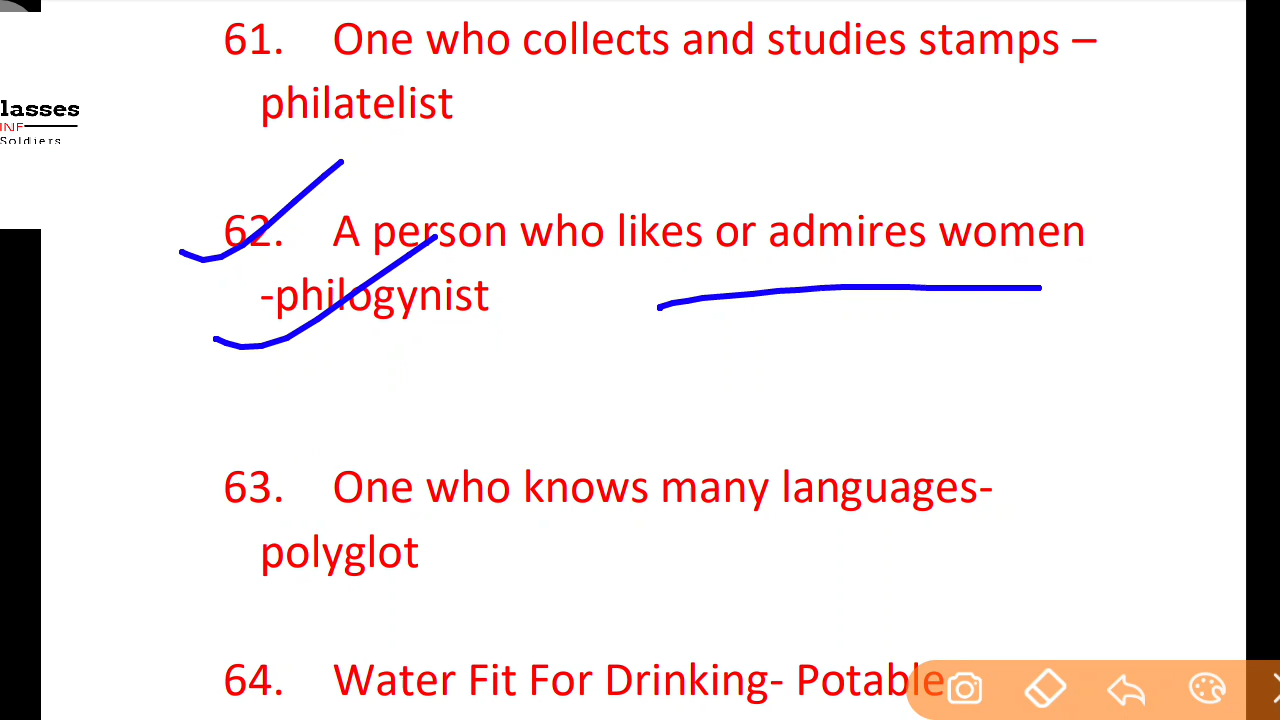 61. One who collects and studies stamps –
philatelist
lasses
INF
Soldiers
62. A person who likes or admires women
-philogynist
63. One who knows many languages-
polyglot
64. Water Fit For Drinking- Potable